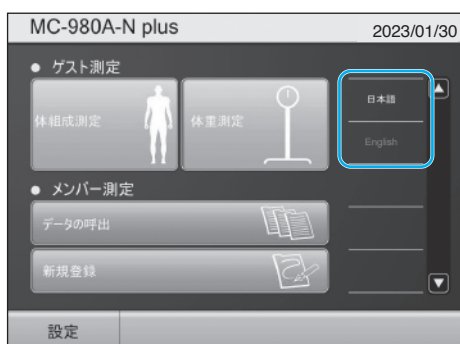 MC-980A-N plus 2023/01/30
● ゲスト測定
体組成測定
体重測定
日本語
English
● メンバー測定
データの呼出
新規登録
設定